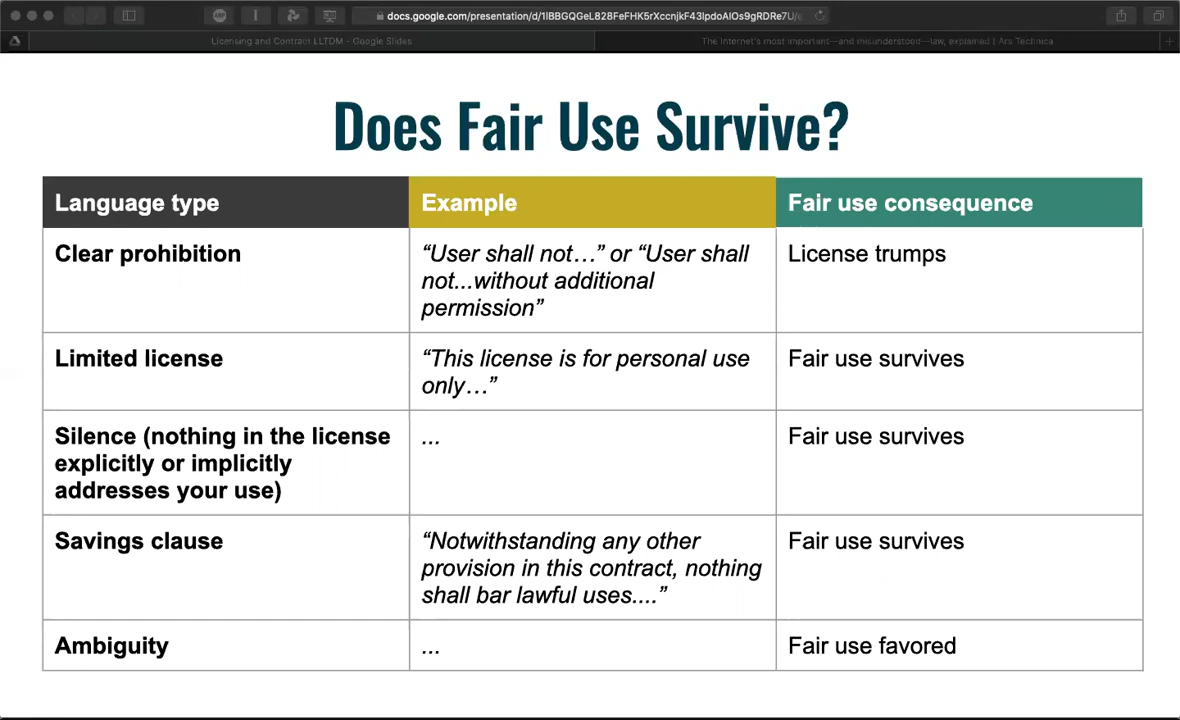 docs.google.com/presentation/d/1lBBGQGeL828FeFHK5rXccnjkF43lpdoAlOs9gRDRe7U/e
Licensing and Contract LLTDM - Google Slides
The Internet's most important—and misunderstood—law, explained | Ars Technica
Does Fair Use Survive?
Language type
Example
Fair use consequence
Clear prohibition
“User shall not…” or “User shall
not...without additional
permission”
License trumps
Limited license
“This license is for personal use
only…”
Fair use survives
Silence (nothing in the license
explicitly or implicitly
addresses your use)
...
Fair use survives
Savings clause
“Notwithstanding any other
provision in this contract, nothing
shall bar lawful uses....”
Fair use survives
Ambiguity
...
Fair use favored